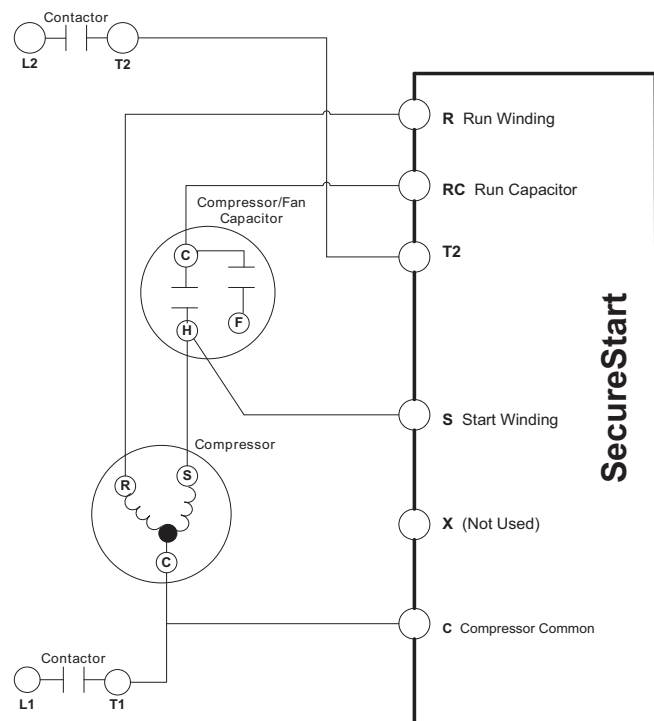 Contactor
L2
T2
R Run Winding
RC Run Capacitor
Compressor/Fan
Capacitor
C
T2
F
H
SecureStart
S Start Winding
Compressor
R
S
X (Not Used)
C
C Compressor Common
Contactor
L1
T1